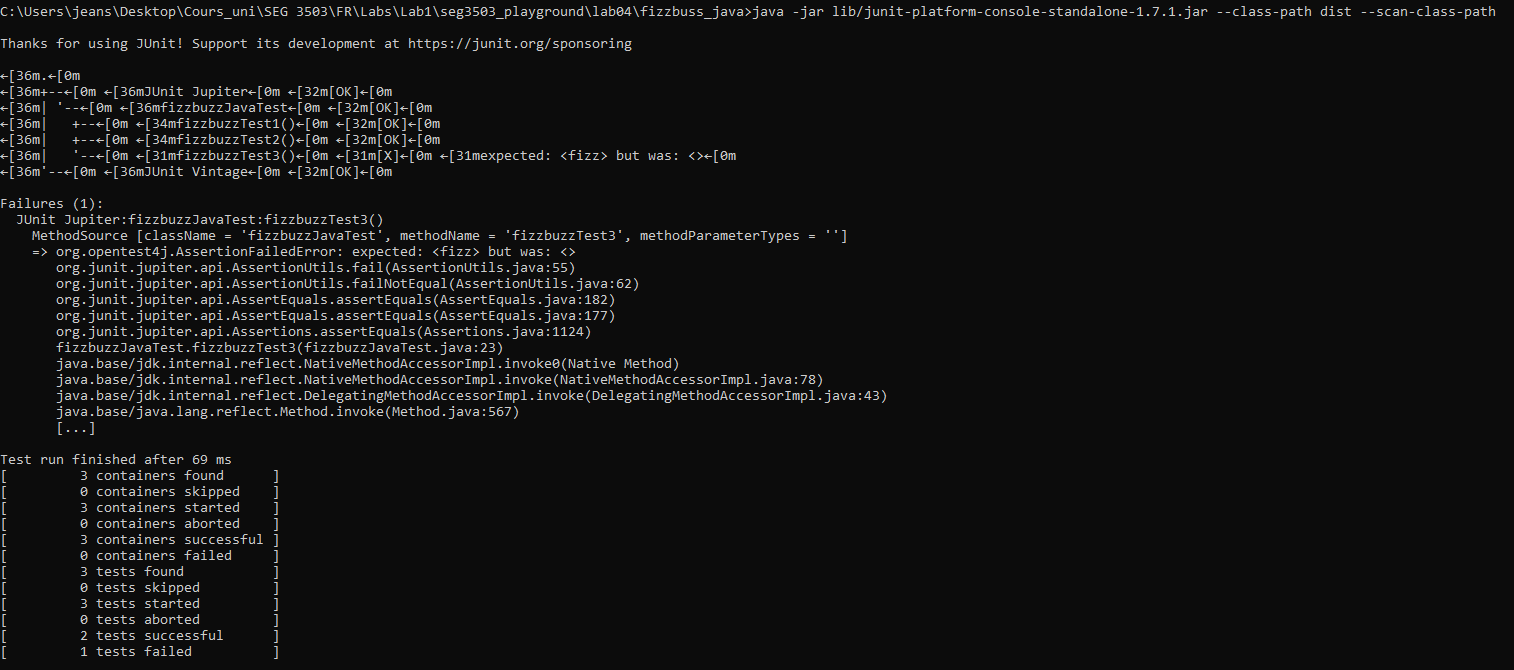 C:\Users\jeans\Desktop\Cours_uni\SEG 3503\FR\Labs\Lab1\seg3503_playground\lab04\fizzbuss_java>java -jar lib/junit-platform-console-standalone-1.7.1.jar --class-path dist --scan-class-path

Thanks for using JUnit! Support its development at https://junit.org/sponsoring

←[36m.←[0m
←[36m+--←[0m ←[36mJUnit Jupiter←[0m ←[32m[OK]←[0m
←[36m| '--←[0m ←[36mfizzbuzzJavaTest←[0m ←[32m[OK]←[0m
←[36m|   +--←[0m ←[34mfizzbuzzTest1()←[0m ←[32m[OK]←[0m
←[36m|   +--←[0m ←[34mfizzbuzzTest2()←[0m ←[32m[OK]←[0m
←[36m|   '--←[0m ←[31mfizzbuzzTest3()←[0m ←[31m[X]←[0m ←[31mexpected: <fizz> but was: <>←[0m
←[36m'--←[0m ←[36mJUnit Vintage←[0m ←[32m[OK]←[0m

Failures (1):
  JUnit Jupiter:fizzbuzzJavaTest:fizzbuzzTest3()
    MethodSource [className = 'fizzbuzzJavaTest', methodName = 'fizzbuzzTest3', methodParameterTypes = '']
    => org.opentest4j.AssertionFailedError: expected: <fizz> but was: <>
       org.junit.jupiter.api.AssertionUtils.fail(AssertionUtils.java:55)
       org.junit.jupiter.api.AssertionUtils.failNotEqual(AssertionUtils.java:62)
       org.junit.jupiter.api.AssertEquals.assertEquals(AssertEquals.java:182)
       org.junit.jupiter.api.AssertEquals.assertEquals(AssertEquals.java:177)
       org.junit.jupiter.api.Assertions.assertEquals(Assertions.java:1124)
       fizzbuzzJavaTest.fizzbuzzTest3(fizzbuzzJavaTest.java:23)
       java.base/jdk.internal.reflect.NativeMethodAccessorImpl.invoke0(Native Method)
       java.base/jdk.internal.reflect.NativeMethodAccessorImpl.invoke(NativeMethodAccessorImpl.java:78)
       java.base/jdk.internal.reflect.DelegatingMethodAccessorImpl.invoke(DelegatingMethodAccessorImpl.java:43)
       java.base/java.lang.reflect.Method.invoke(Method.java:567)
       [...]

Test run finished after 69 ms
[         3 containers found      ]
[         0 containers skipped    ]
[         3 containers started    ]
[         0 containers aborted    ]
[         3 containers successful ]
[         0 containers failed     ]
[         3 tests found           ]
[         0 tests skipped         ]
[         3 tests started         ]
[         0 tests aborted         ]
[         2 tests successful      ]
[         1 tests failed          ]